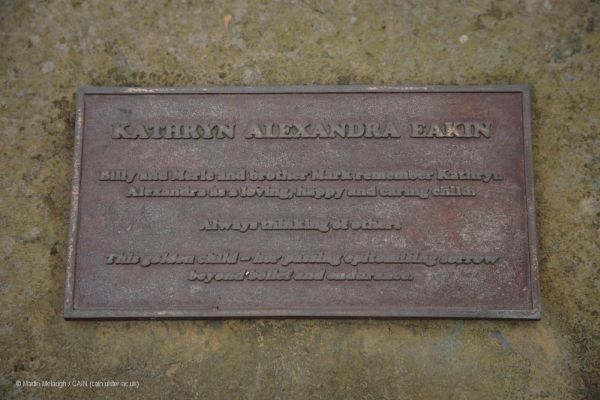 KATHRYN ALEXANDRA EAKIN
Billy and Merle and brother Mark remember Kathryn
Alexandra as a loving, happy and caring child.
Always thinking of others
This golden child - her passing epitomising sorrow
beyond belief and endurance.
© Martin Melaugh / CAIN (cain.ulster.ac.uk)